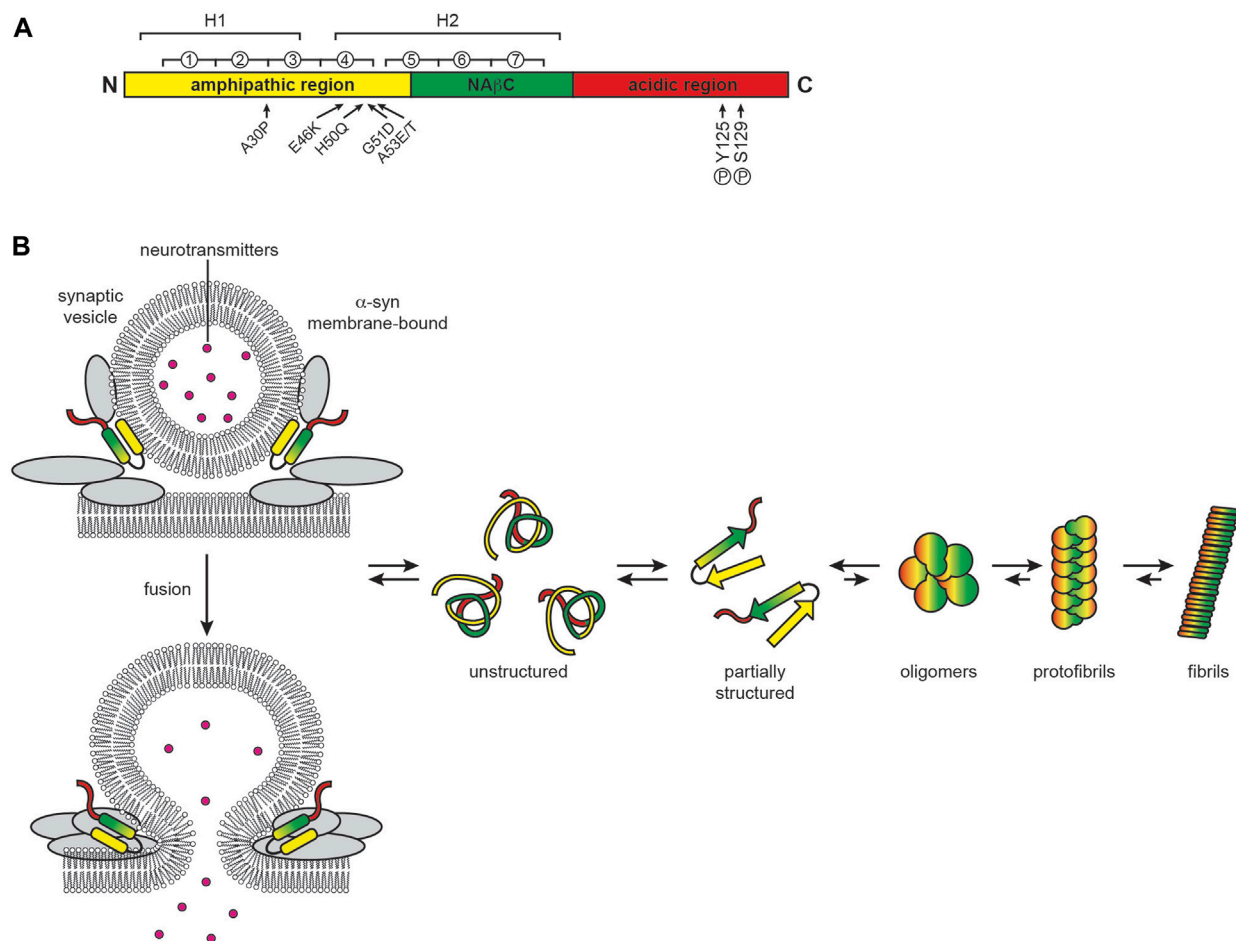 A
H1 H2
1 2 3 4 5 6 7
N amphipathic region NAβC acidic region C
A30P E46K H50Q G51D A53E/T P Y125 P S129
B
neurotransmitters
synaptic
vesicle
α-syn
membrane-bound
fusion
unstructured
partially
structured
oligomers
protofibrils
fibrils